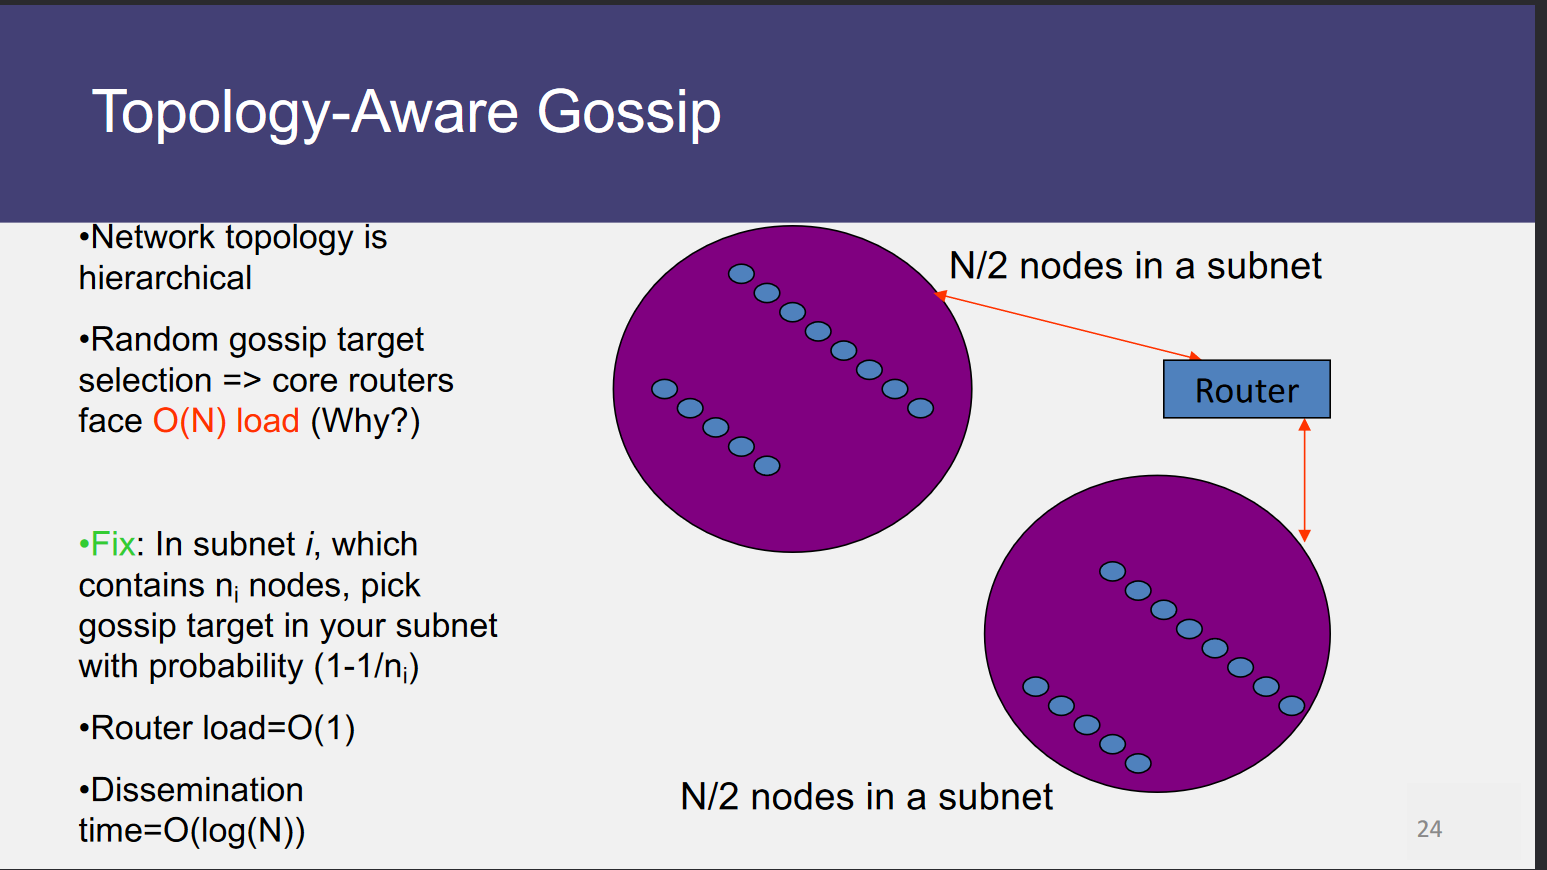 Topology-Aware Gossip
•Network topology is
hierarchical
•Random gossip target
selection => core routers
face O(N) load (Why?)
•Fix: In subnet i, which
contains nᵢ nodes, pick
gossip target in your subnet
with probability (1-1/nᵢ)
•Router load=O(1)
•Dissemination
time=O(log(N))
N/2 nodes in a subnet
Router
N/2 nodes in a subnet
24